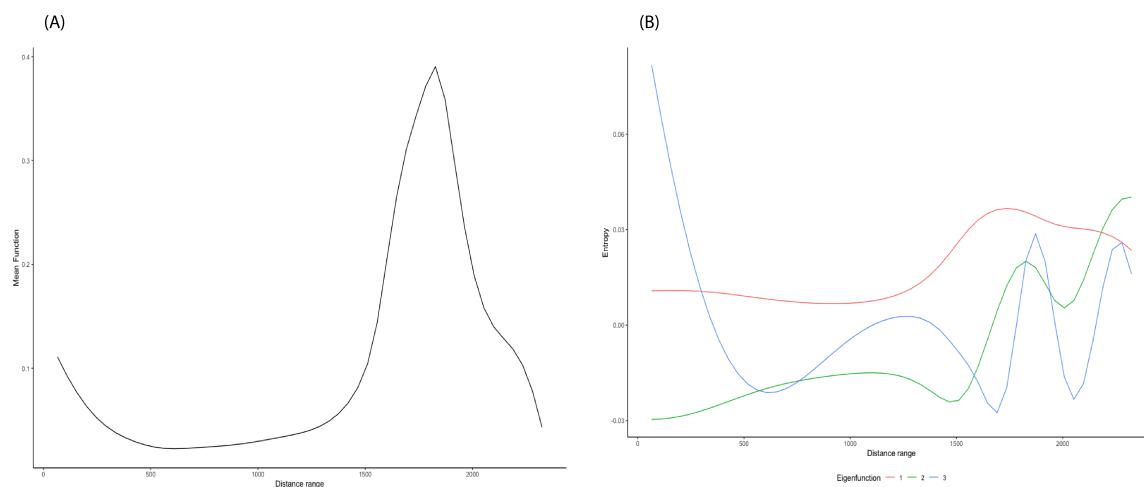 (A)
(B)
0.4
0.3
0.2
0.1
Mean Function
0
500
1000
1500
2000
Distance range
0.06
0.03
0.00
-0.03
Entropy
500
1000
1500
2000
Distance range
Eigenfunction 1 2 3